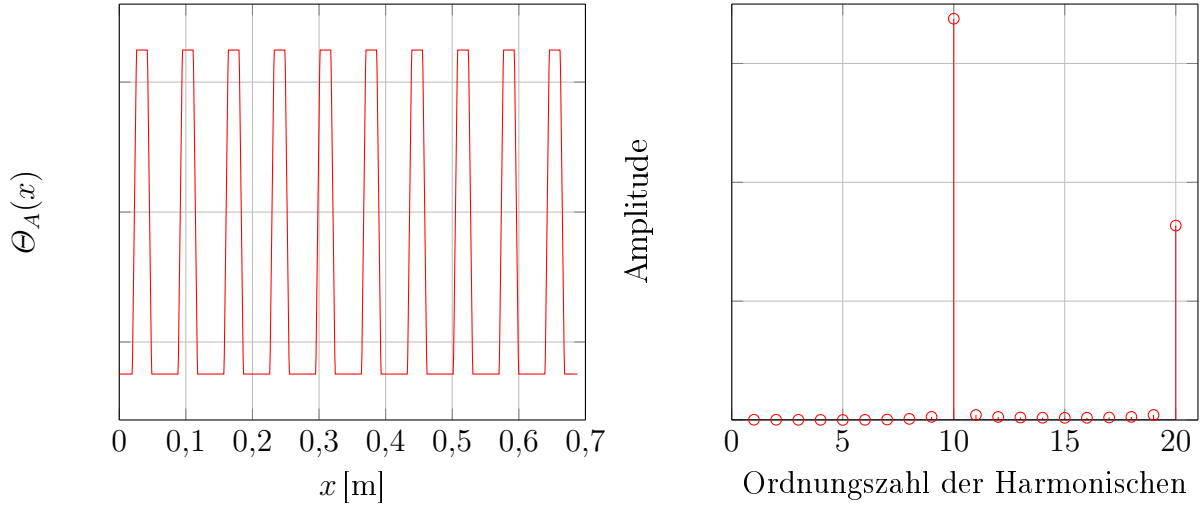 Θ_A(x)
0 0,1 0,2 0,3 0,4 0,5 0,6 0,7
x [m]
Amplitude
0 5 10 15 20
Ordnungszahl der Harmonischen